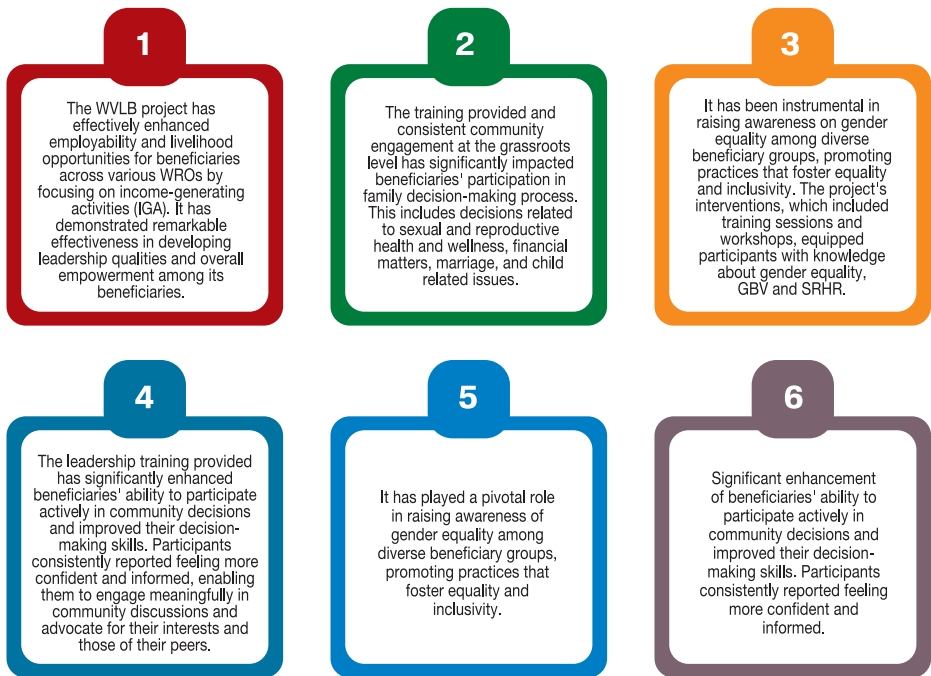 1
The WVLB project has
effectively enhanced
employability and livelihood
opportunities for beneficiaries
across various WROs by
focusing on income-generating
activities (IGA). It has
demonstrated remarkable
effectiveness in developing
leadership qualities and overall
empowerment among its
beneficiaries.
2
The training provided and
consistent community
engagement at the grassroots
level has significantly impacted
beneficiaries' participation in
family decision-making process.
This includes decisions related
to sexual and reproductive
health and wellness, financial
matters, marriage, and child
related issues.
3
It has been instrumental in
raising awareness on gender
equality among diverse
beneficiary groups, promoting
practices that foster equality
and inclusivity. The project's
interventions, which included
training sessions and
workshops, equipped
participants with knowledge
about gender equality,
GBV and SRHR.
4
The leadership training provided
has significantly enhanced
beneficiaries' ability to participate
actively in community decisions
and improved their decision-
making skills. Participants
consistently reported feeling more
confident and informed, enabling
them to engage meaningfully in
community discussions and
advocate for their interests and
those of their peers.
5
It has played a pivotal role
in raising awareness of
gender equality among
diverse beneficiary groups,
promoting practices that
foster equality and
inclusivity.
6
Significant enhancement
of beneficiaries' ability to
participate actively in
community decisions and
improved their decision-
making skills. Participants
consistently reported feeling
more confident and
informed.